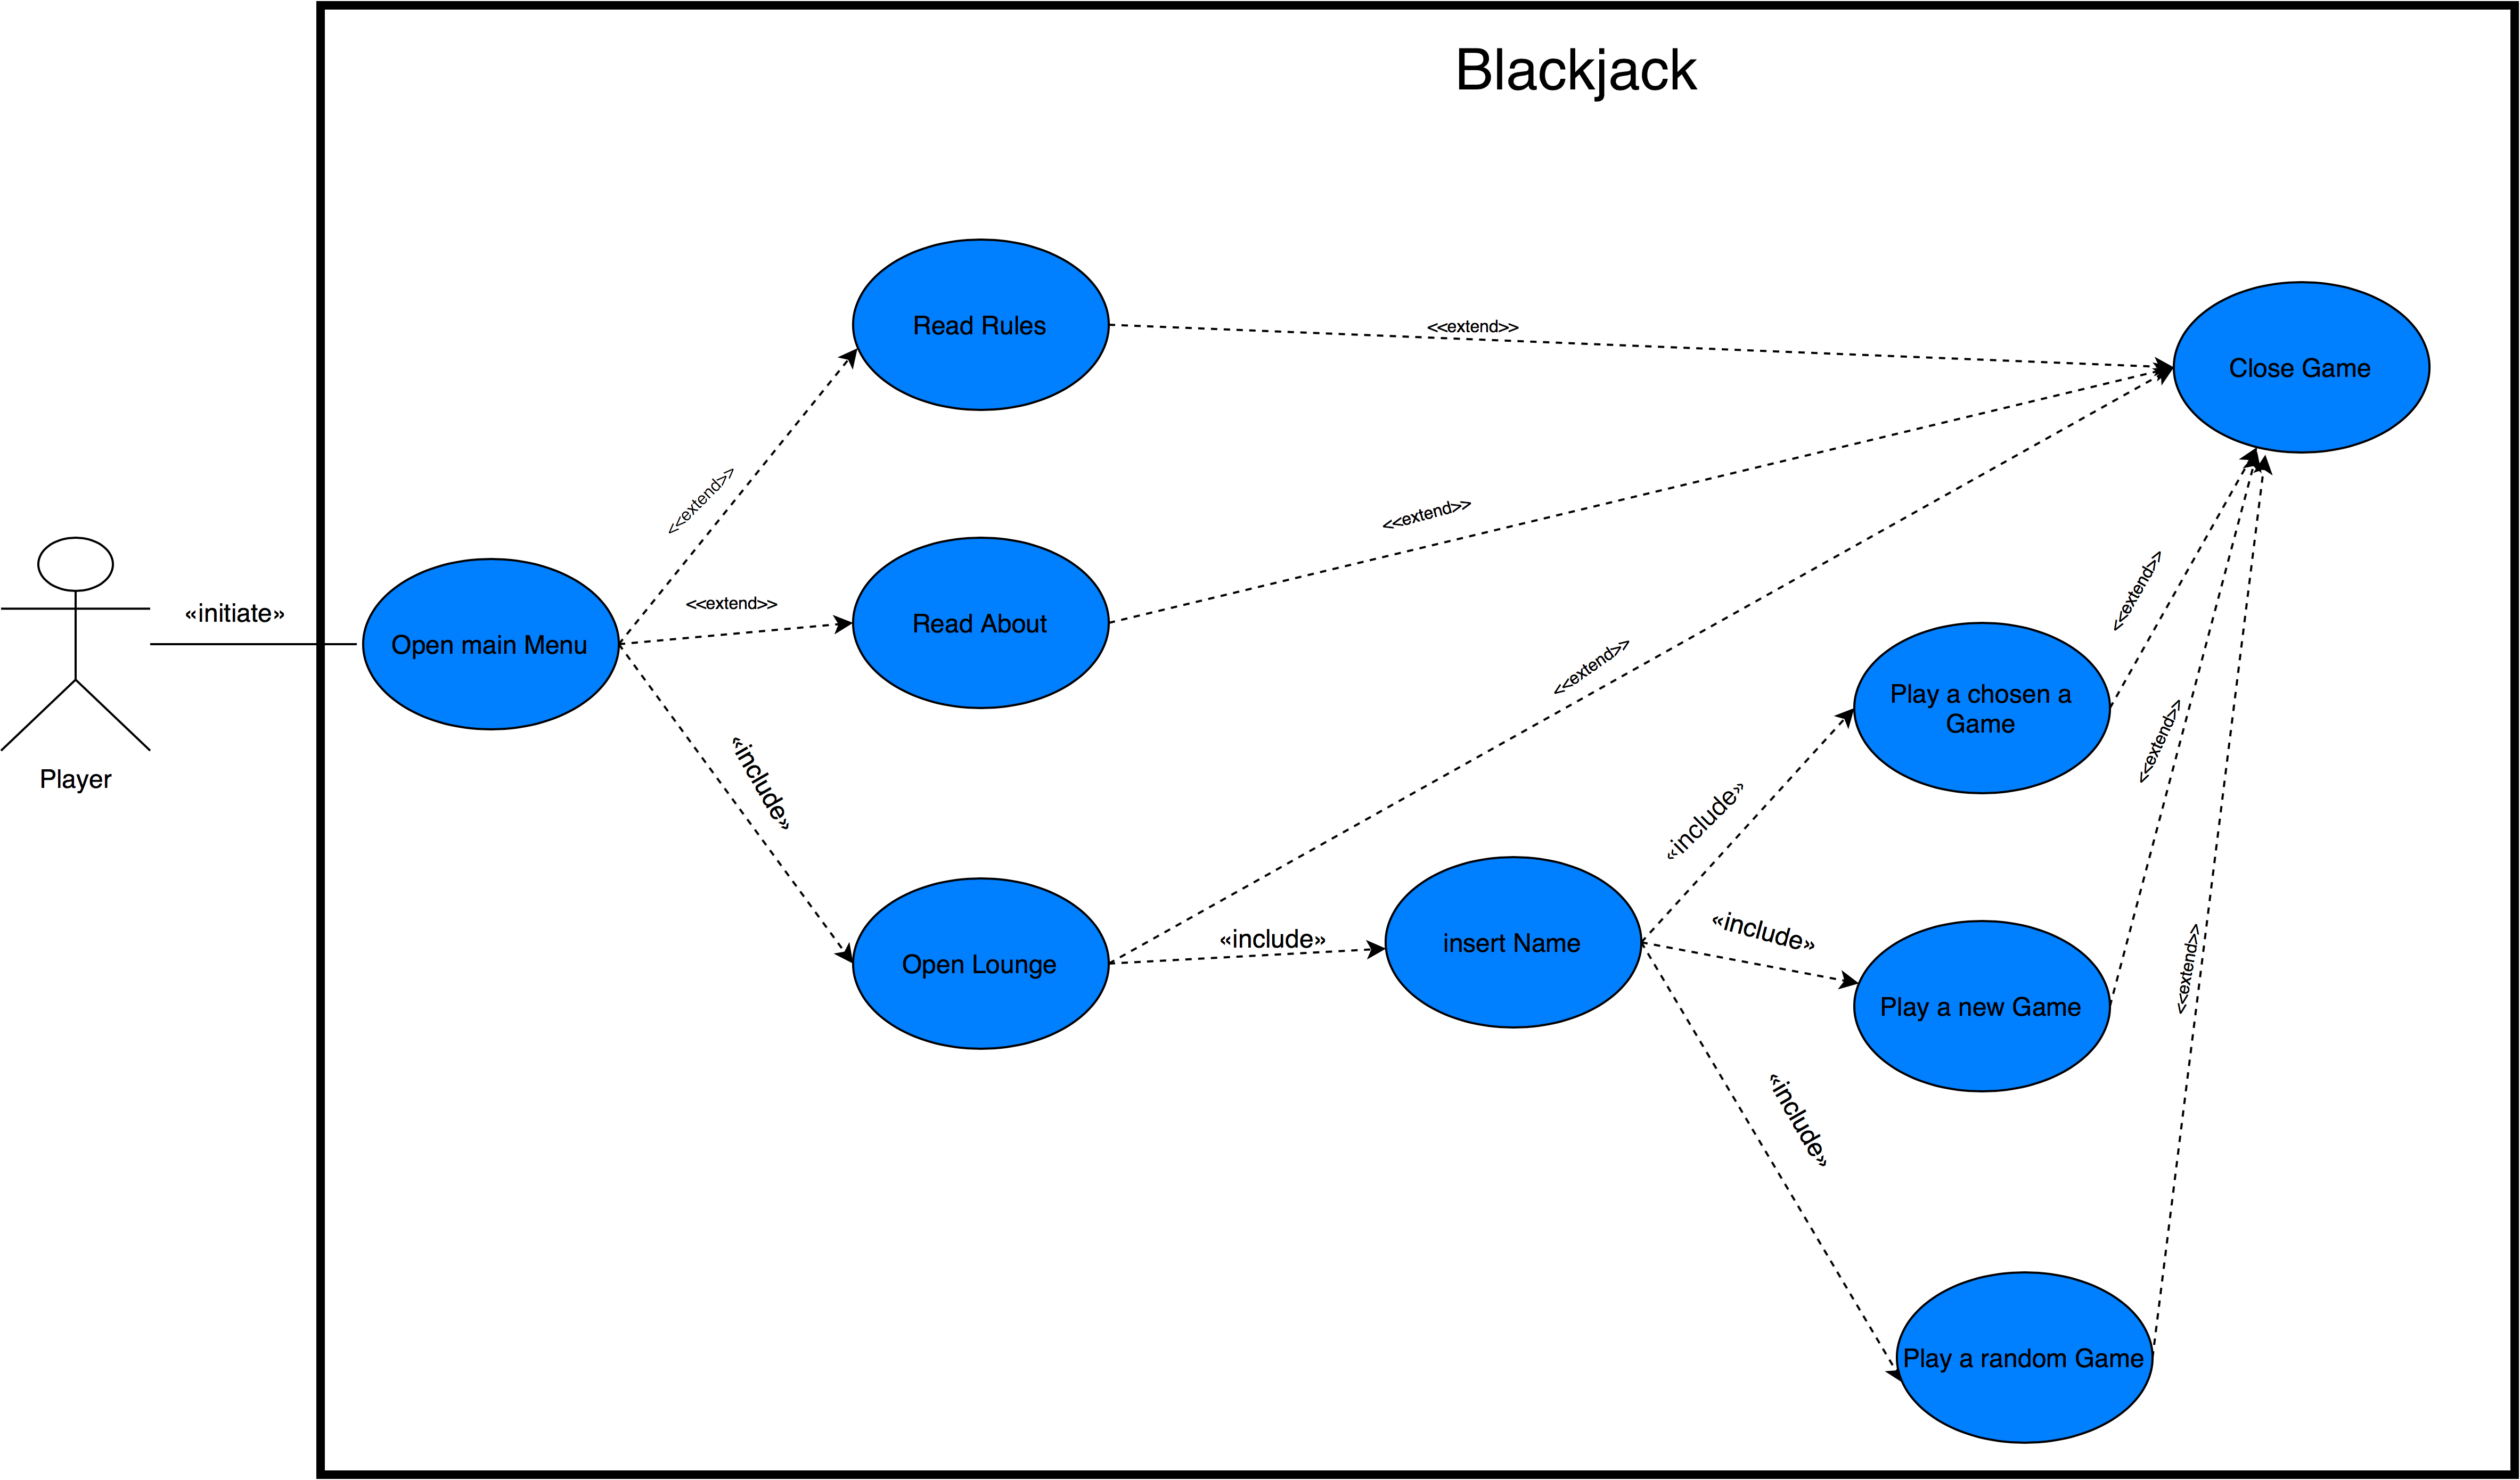 Blackjack
Read Rules
<<extend>>
Close Game
<<extend>>
<<extend>>
«initiate»
<<extend>>
Read About
Open main Menu
<<extend>>
<<extend>>
Play a chosen a
Game
Player
«include»
<<extend>>
«include»
«include»
«include»
insert Name
Open Lounge
<<extend>>
Play a new Game
«include»
Play a random Game